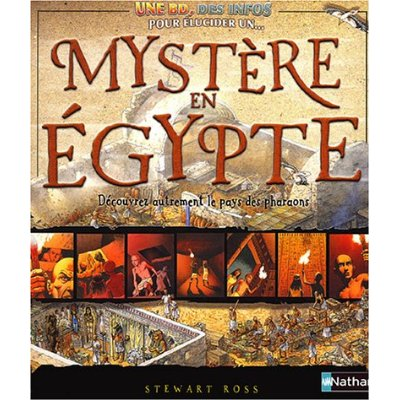 UNE BD, DES INFOS
POUR ÉLUCIDER UN...
MYSTÈRE
EN
ÉGYPTE
Découvrez autrement le pays des pharaons
STEWART ROSS
Nathan